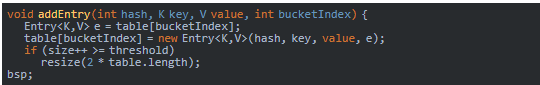 void addEntry(int hash, K key, V value, int bucketIndex) {
Entry<K,V> e = table[bucketIndex];
table[bucketIndex] = new Entry<K,V>(hash, key, value, e);
if (size++ >= threshold)
resize(2 * table.length);
bsp;